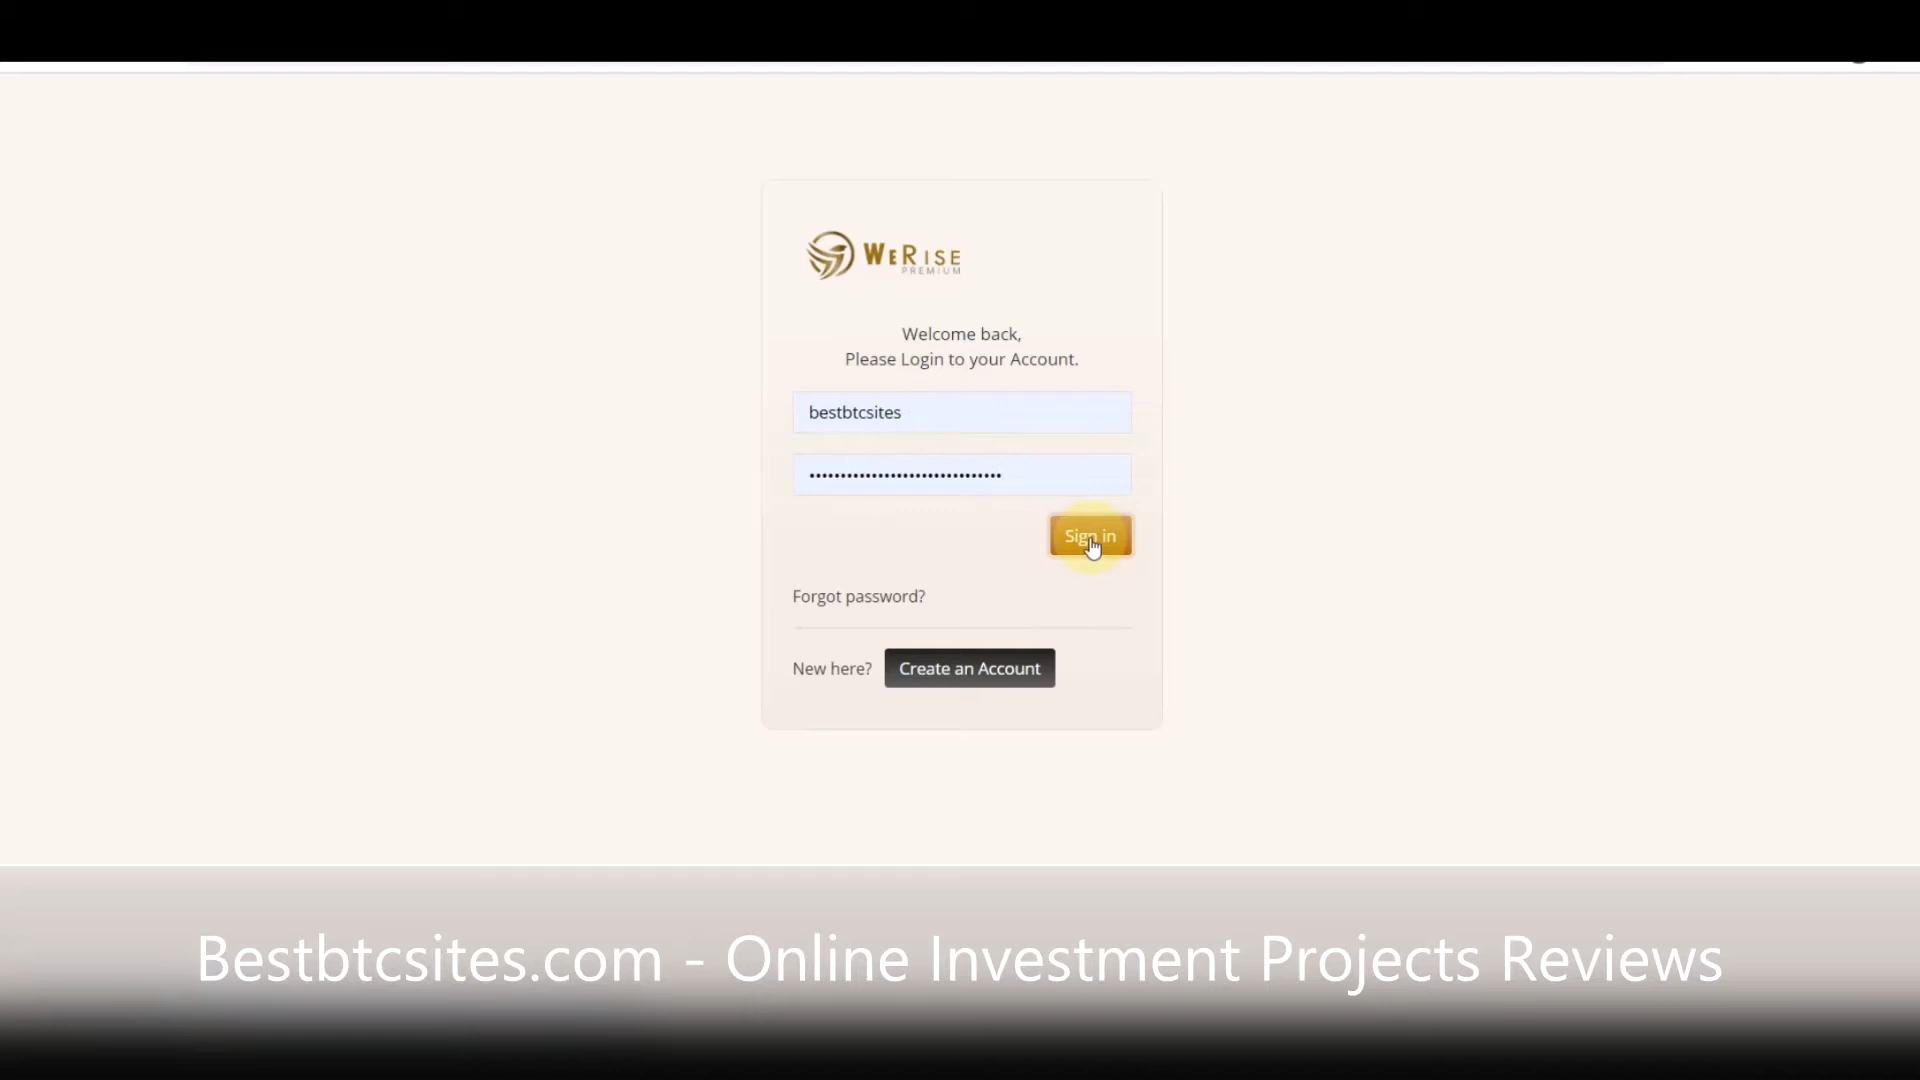 WERISE
PREMIUM
Welcome back,
Please Login to your Account.
bestbtcsites
•••••••••••••••••••••••••••••••
Sign in
Forgot password?
New here?
Create an Account
Bestbtcsites.com - Online Investment Projects Reviews